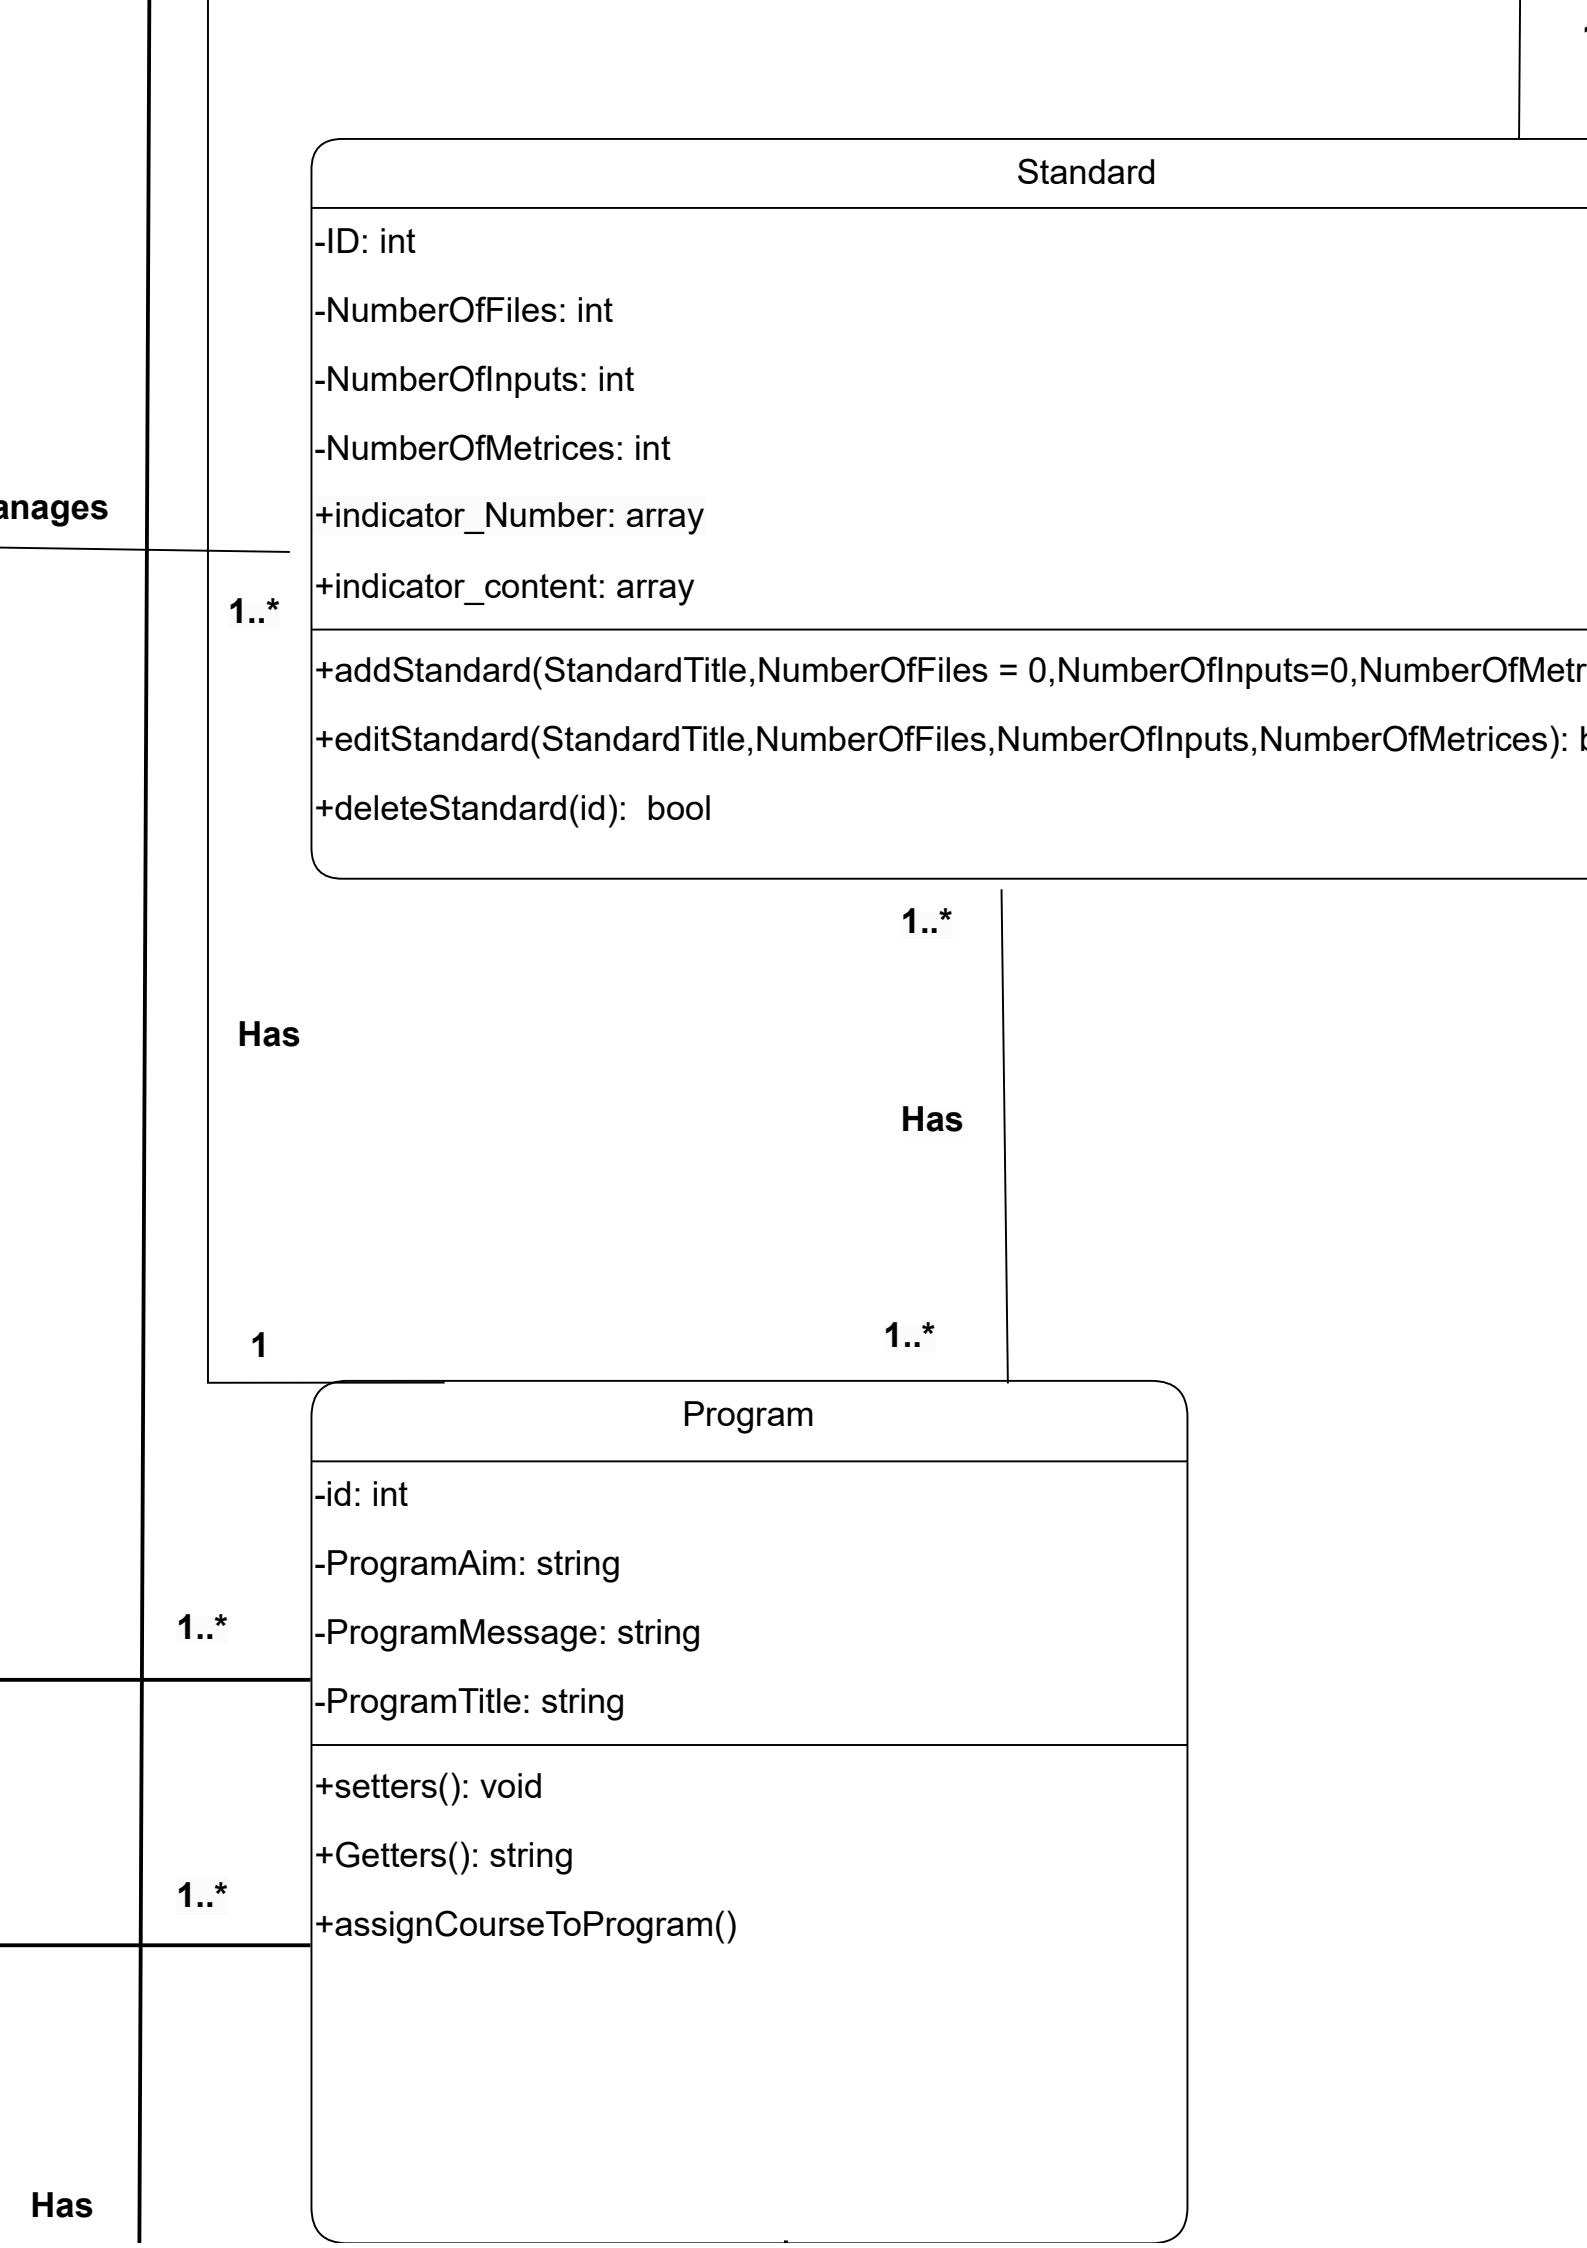 Standard
-ID: int
-NumberOfFiles: int
-NumberOfInputs: int
-NumberOfMetrices: int
+indicator_Number: array
anages
+indicator_content: array
1..*
+addStandard(StandardTitle,NumberOfFiles = 0,NumberOfInputs=0,NumberOfMetr
+editStandard(StandardTitle,NumberOfFiles,NumberOfInputs,NumberOfMetrices):
+deleteStandard(id):  bool
1..*
Has
Has
1..*
1
Program
-id: int
-ProgramAim: string
-ProgramMessage: string
1..*
-ProgramTitle: string
+setters(): void
+Getters(): string
1..*
+assignCourseToProgram()
Has